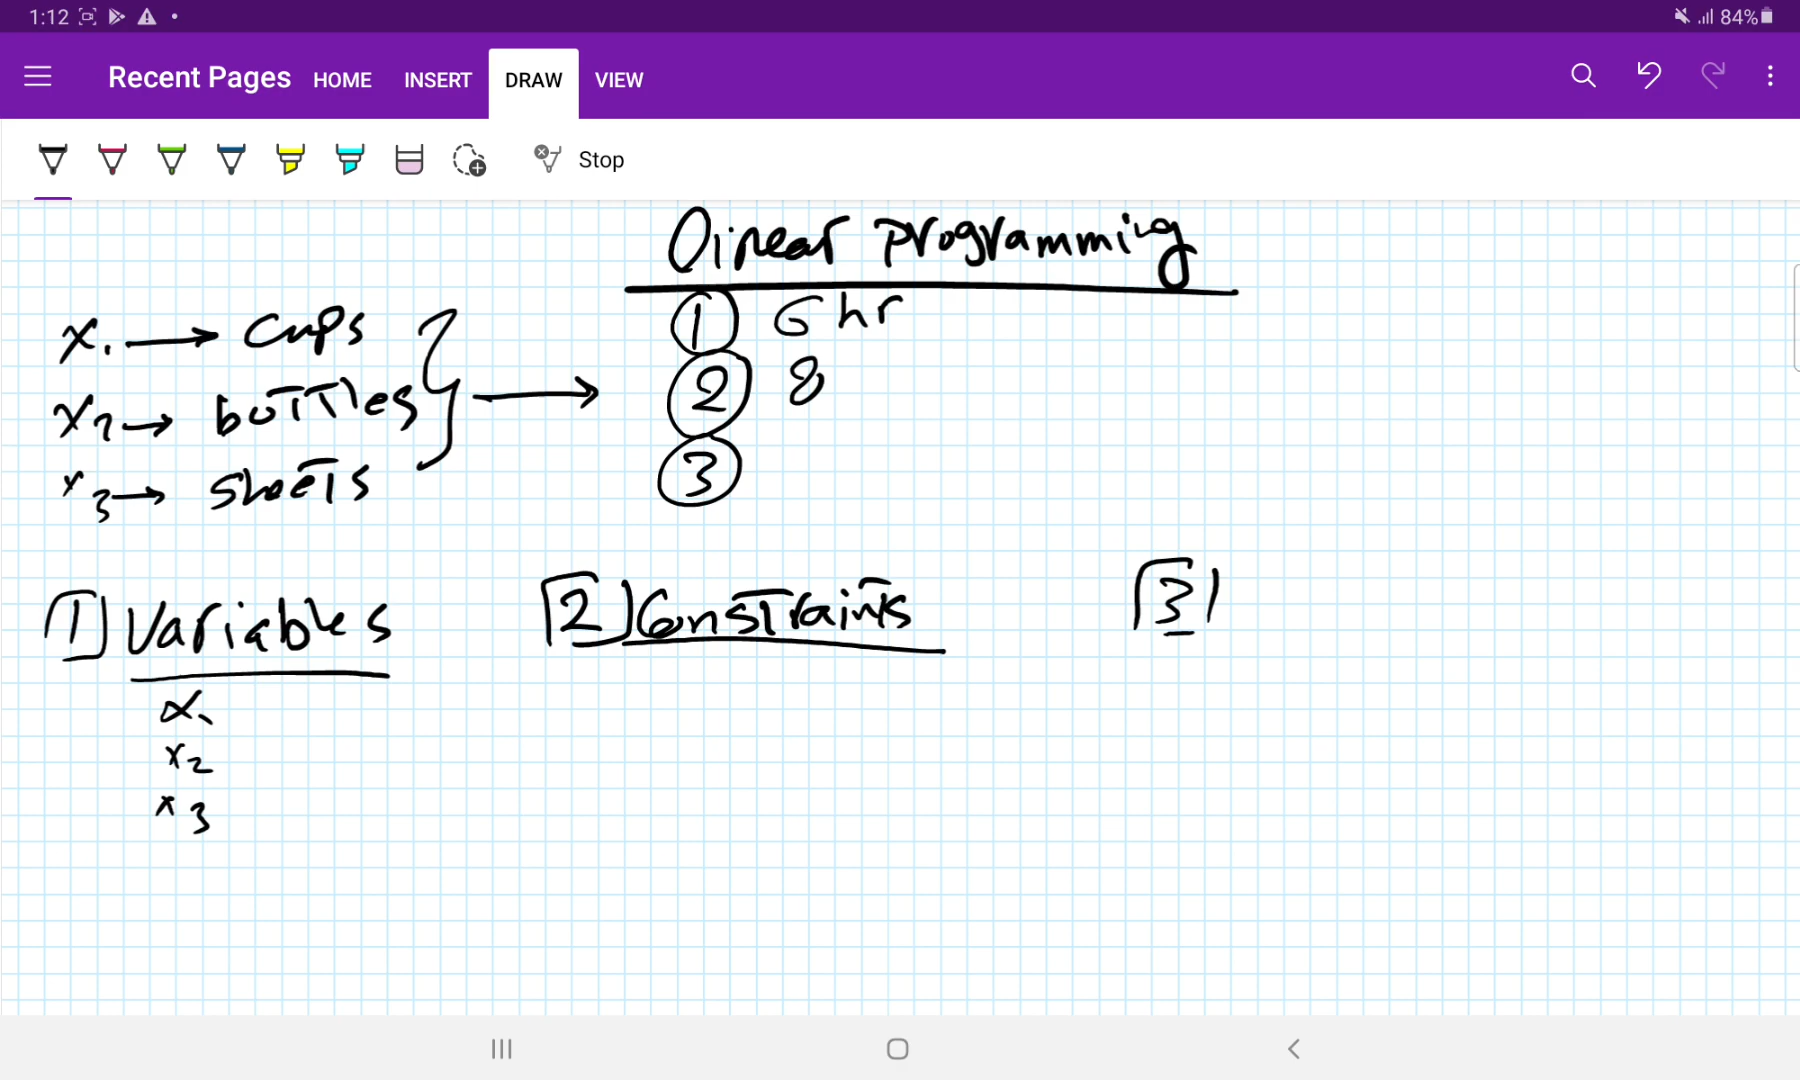 1:12
84%
Recent Pages HOME INSERT DRAW VIEW
Stop
Linear programming
x1 → cups
x2 → bottles
x3 → sheets
① 6 hr
② 8
③
[1] Variables
x1
x2
x3
[2] Constraints
[3]